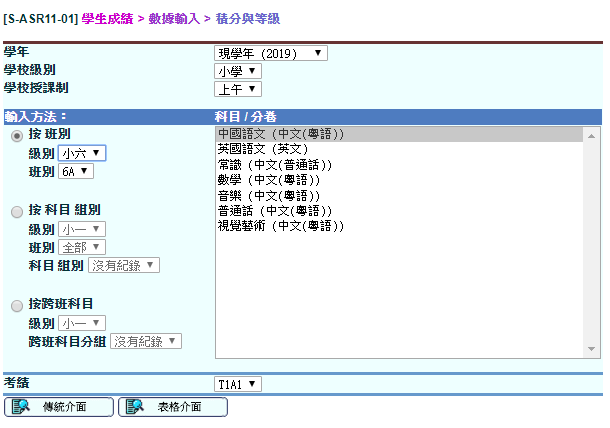 [S-ASR11-01] 學生成績 > 數據輸入 > 積分與等級
學年 現學年 (2019)
學校級別 小學
學校授課制 上午
輸入方法： 科目 / 分卷
按 班別
級別 小六
班別 6A
按 科目 組別
級別 小一
班別 全部
科目 組別 沒有紀錄
按跨班科目
級別 小一
跨班科目分組 沒有紀錄
中國語文 (中文(粵語))
英國語文 (英文)
常識 (中文(普通話))
數學 (中文(粵語))
音樂 (中文(粵語))
普通話 (中文(粵語))
視覺藝術 (中文(粵語))
考績 T1A1
傳統介面 表格介面